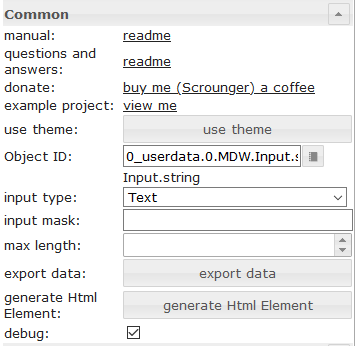 Common
manual: readme
questions and
answers: readme
donate: buy me (Scrounger) a coffee
example project: view me
use theme: use theme
Object ID: 0_userdata.0.MDW.Input.s
Input.string
input type: Text
input mask:
max length:
export data: export data
generate Html
Element: generate Html Element
debug: